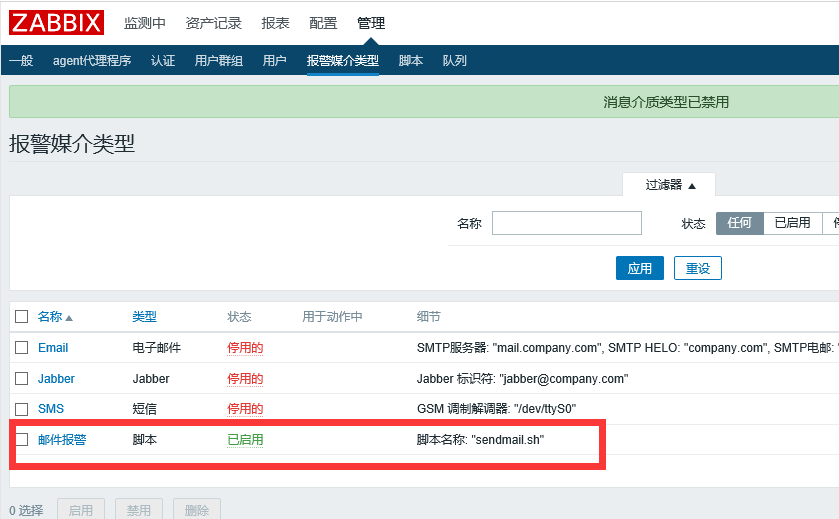 ZABBIX 监测中 资产记录 报表 配置 管理
一般 agent代理程序 认证 用户群组 用户 报警媒介类型 脚本 队列
消息介质类型已禁用
报警媒介类型
过滤器 ▲
名称 状态 任何 已启用
应用 重设
名称 ▲ 类型 状态 用于动作中 细节
Email 电子邮件 停用的 SMTP服务器: "mail.company.com", SMTP HELO: "company.com", SMTP电邮: "
Jabber Jabber 停用的 Jabber 标识符: "jabber@company.com"
SMS 短信 停用的 GSM 调制解调器: "/dev/ttyS0"
邮件报警 脚本 已启用 脚本名称: "sendmail.sh"
0 选择 启用 禁用 删除